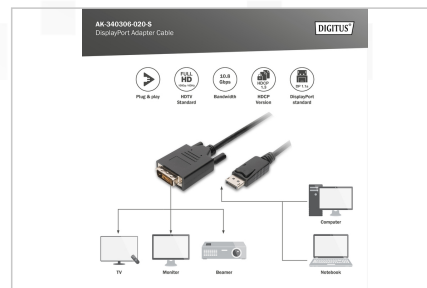 AK-340306-020-S
DisplayPort Adapter Cable
DIGITUS®
FULL
HD
10.8
Gbps
HDCP
1.3
DP 1.1a
Plug & play
HDTV
Standard
Bandwidth
HDCP
Version
DisplayPort
standard
Computer
TV
Monitor
Beamer
Notebook